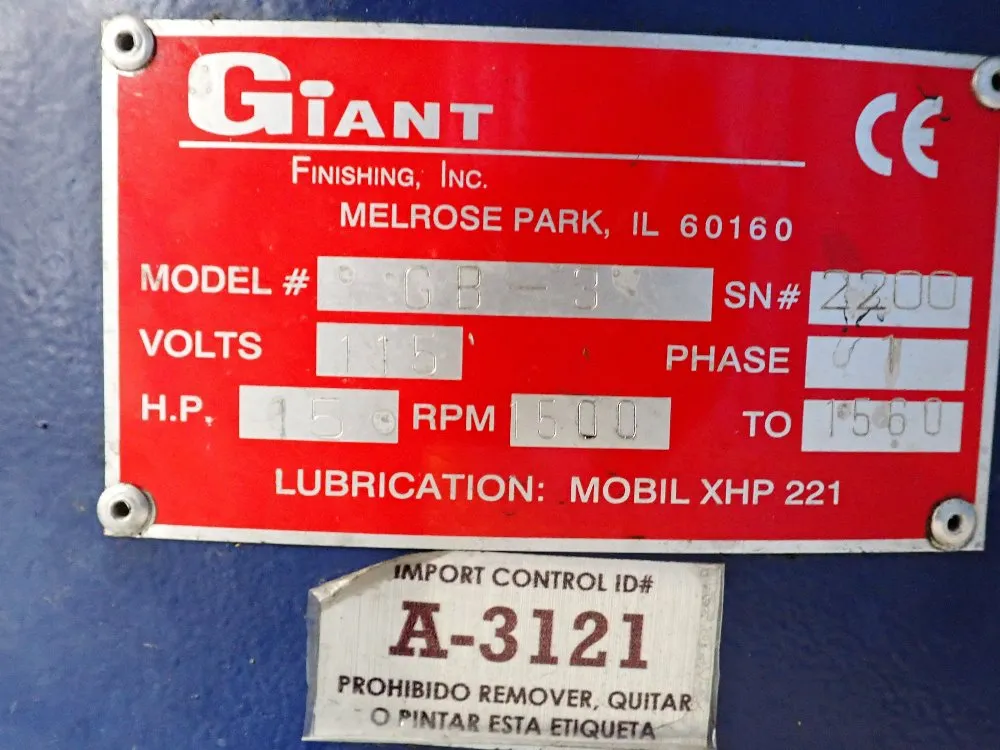 GIANT
CE
FINISHING, INC.
MELROSE PARK, IL 60160
MODEL # GB-3 SN# 2200
VOLTS 115 PHASE 1
H.P. RPM 1500 TO 1560
LUBRICATION: MOBIL XHP 221
IMPORT CONTROL ID#
A-3121
PROHIBIDO REMOVER, QUITAR
O PINTAR ESTA ETIQUETA